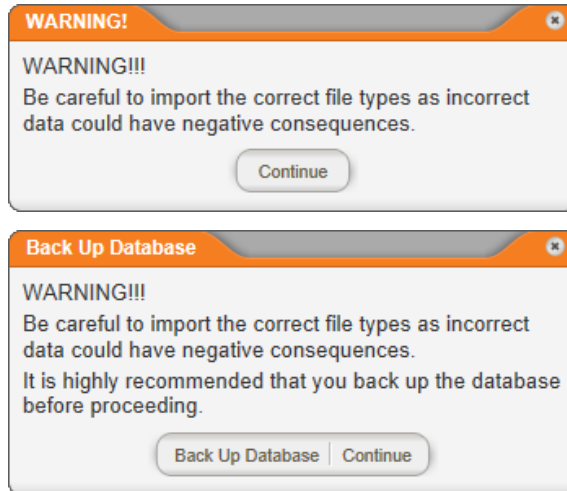 WARNING!
WARNING!!!
Be careful to import the correct file types as incorrect
data could have negative consequences.
Continue
Back Up Database
WARNING!!!
Be careful to import the correct file types as incorrect
data could have negative consequences.
It is highly recommended that you back up the database
before proceeding.
Back Up Database | Continue